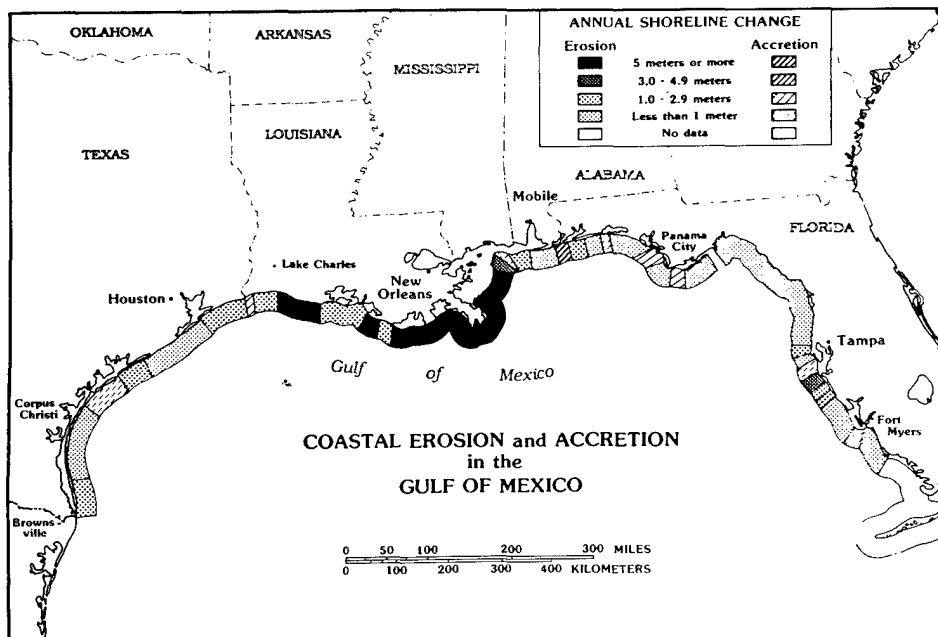 OKLAHOMA
ARKANSAS
MISSISSIPPI
TEXAS
LOUISIANA
ALABAMA
FLORIDA
ANNUAL SHORELINE CHANGE
Erosion Accretion
5 meters or more
3.0 - 4.9 meters
1.0 - 2.9 meters
Less than 1 meter
No data
Mobile
Panama
City
Lake Charles
New
Orleans
Houston
Tampa
Corpus
Christi
Fort
Myers
Browns-
ville
Gulf of Mexico
COASTAL EROSION and ACCRETION
in the
GULF OF MEXICO
0 50 100 200 300 MILES
0 100 200 300 400 KILOMETERS